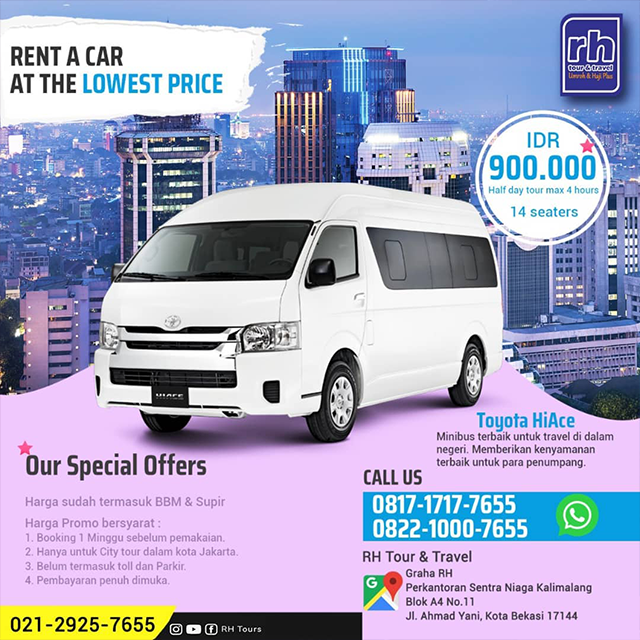 RENT A CAR
AT THE LOWEST PRICE
rh
tour & travel
Umroh & Haji Plus
IDR
900.000
Half day tour max 4 hours
14 seaters
HIACE
Toyota HiAce
Minibus terbaik untuk travel di dalam
negeri. Memberikan kenyamanan
terbaik untuk para penumpang.
Our Special Offers
Harga sudah termasuk BBM & Supir
Harga Promo bersyarat :
1. Booking 1 Minggu sebelum pemakaian.
2. Hanya untuk City tour dalam kota Jakarta.
3. Belum termasuk toll dan Parkir.
4. Pembayaran penuh dimuka.
CALL US
0817-1717-7655
0822-1000-7655
RH Tour & Travel
Graha RH
Perkantoran Sentra Niaga Kalimalang
Blok A4 No.11
Jl. Ahmad Yani, Kota Bekasi 17144
021-2925-7655
RH Tours